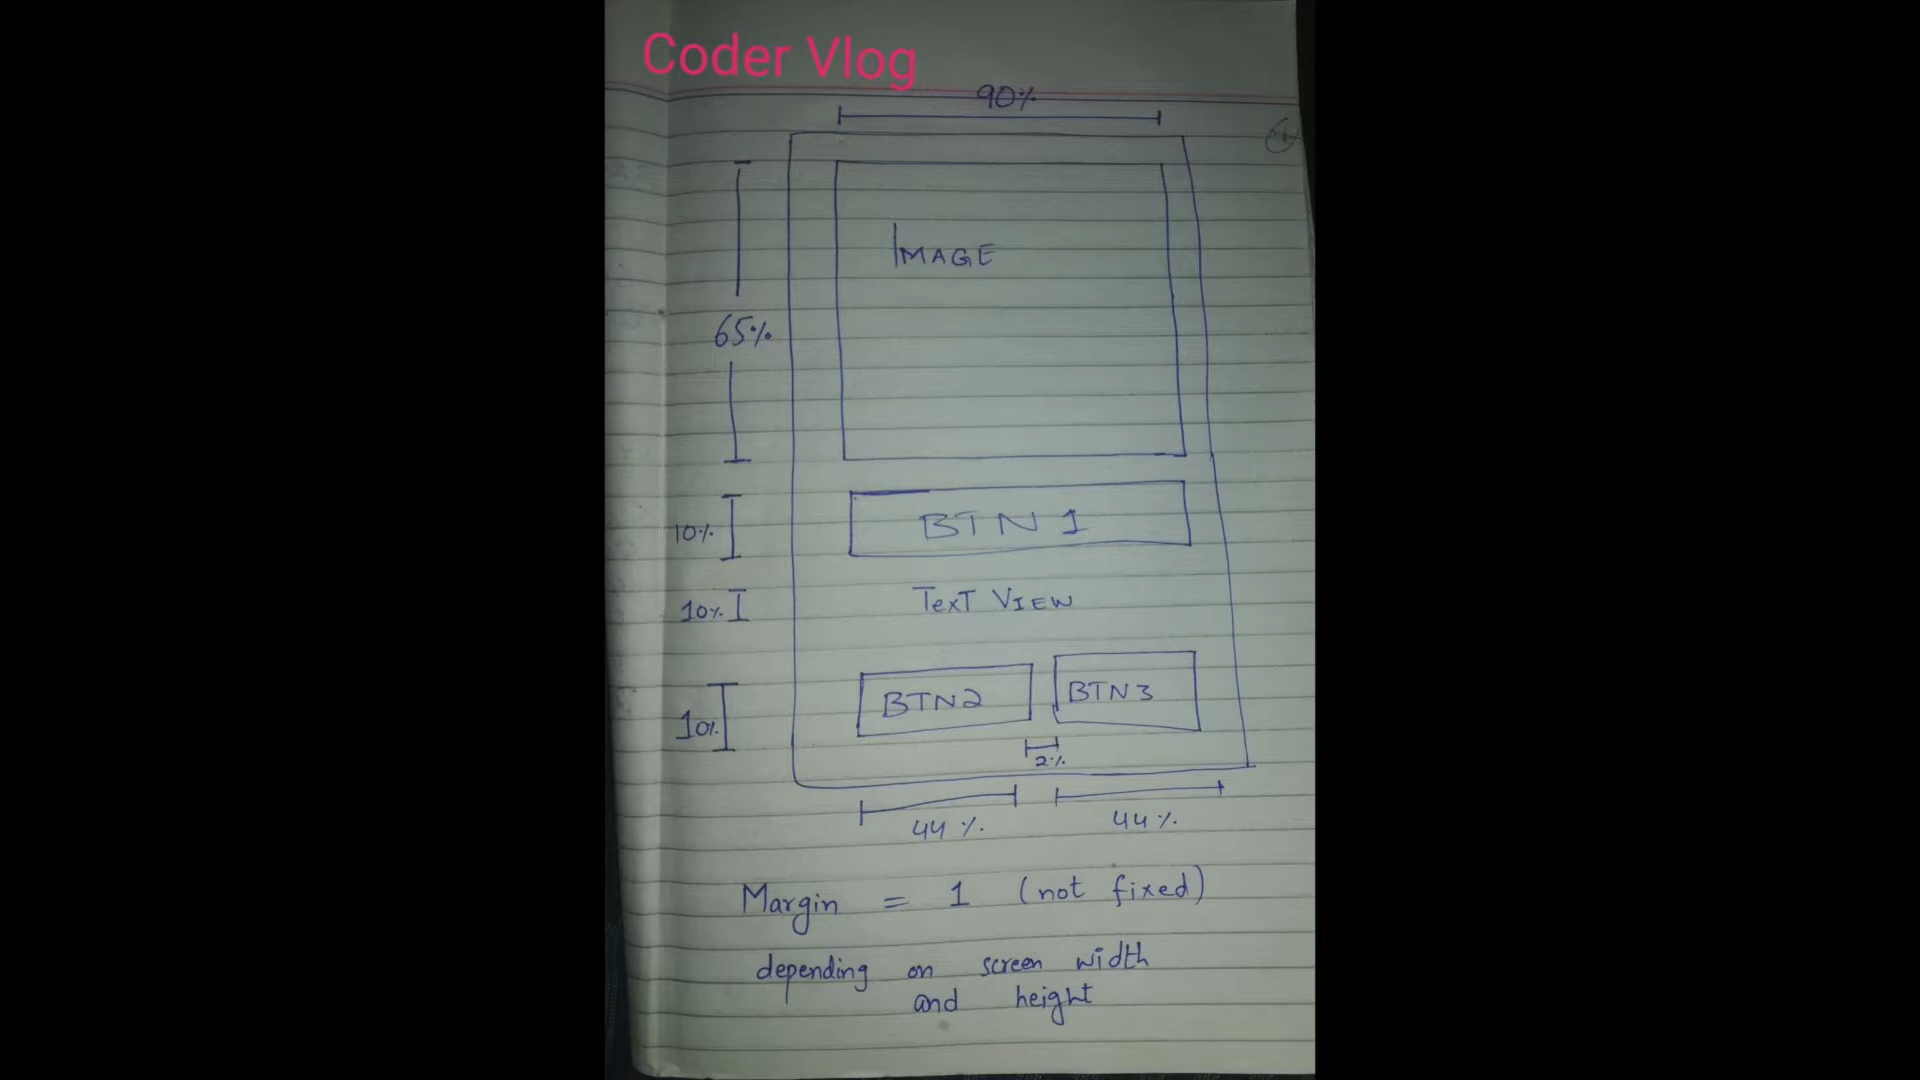 Coder Vlog
90%
IMAGE
65%
BTN 1
10%
TEXT VIEW
10%
BTN2
BTN3
10%
2%
44%
44%
Margin = 1 (not fixed)
depending on screen width
and height